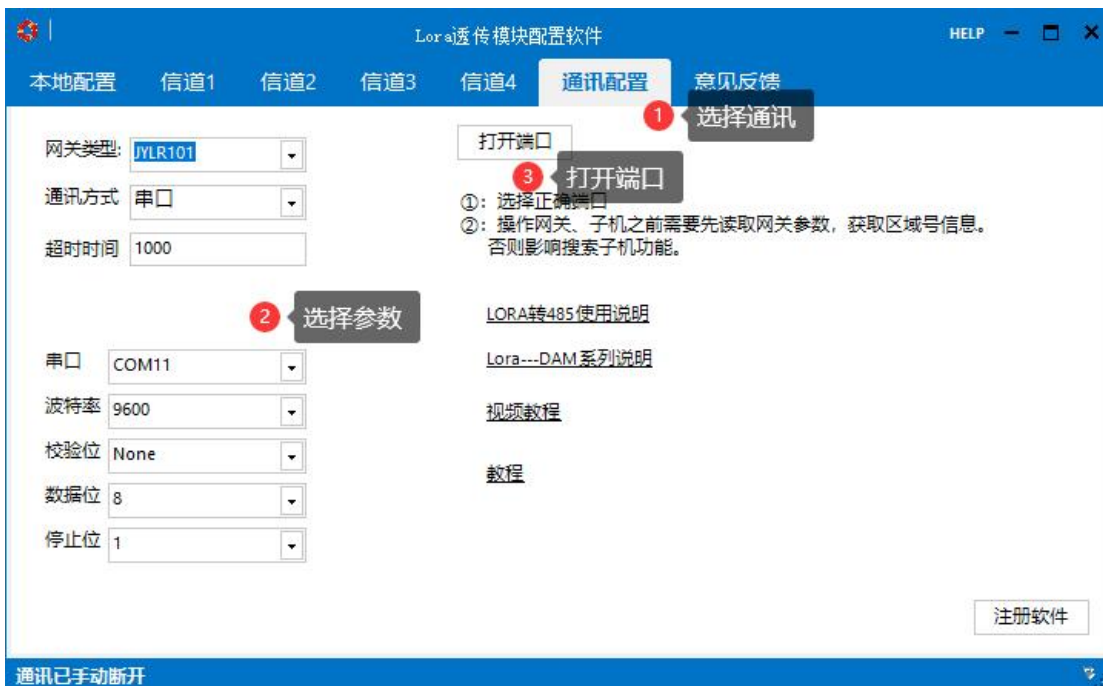 Lora透传模块配置软件
HELP
本地配置 信道1 信道2 信道3 信道4 通讯配置 意见反馈
1 选择通讯
网关类型: JYLR101
打开端口
通讯方式 串口
3 打开端口
①：选择正确端口
②：操作网关、子机之前需要先读取网关参数，获取区域号信息。
否则影响搜索子机功能。
超时时间 1000
2 选择参数
LORA转485使用说明
串口 COM11
Lora---DAM系列说明
波特率 9600
视频教程
校验位 None
教程
数据位 8
停止位 1
注册软件
通讯已手动断开